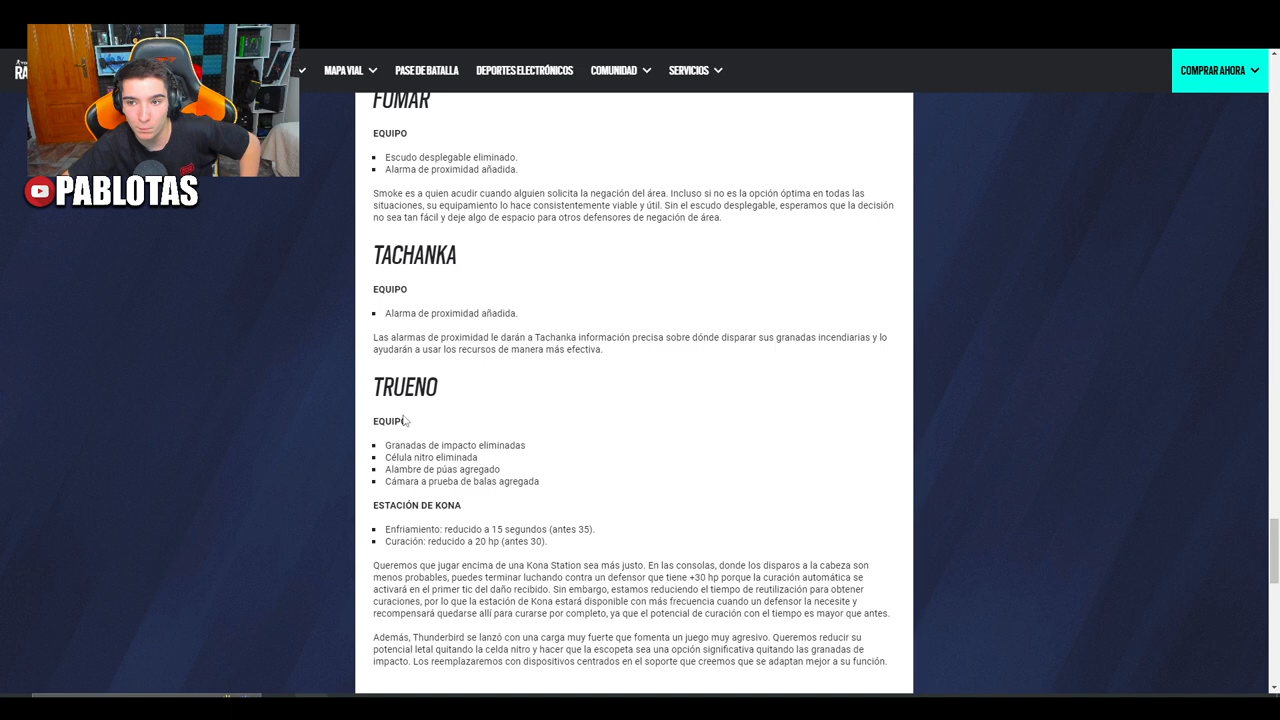 RA
MAPA VIAL
PASE DE BATALLA
DEPORTES ELECTRÓNICOS
COMUNIDAD
SERVICIOS
COMPRAR AHORA
PABLOTAS
FUMAR
EQUIPO
Escudo desplegable eliminado.
Alarma de proximidad añadida.
Smoke es a quien acudir cuando alguien solicita la negación del área. Incluso si no es la opción óptima en todas las
situaciones, su equipamiento lo hace consistentemente viable y útil. Sin el escudo desplegable, esperamos que la decisión
no sea tan fácil y deje algo de espacio para otros defensores de negación de área.
TACHANKA
EQUIPO
Alarma de proximidad añadida.
Las alarmas de proximidad le darán a Tachanka información precisa sobre dónde disparar sus granadas incendiarias y lo
ayudarán a usar los recursos de manera más efectiva.
TRUENO
EQUIPO
Granadas de impacto eliminadas
Célula nitro eliminada
Alambre de púas agregado
Cámara a prueba de balas agregada
ESTACIÓN DE KONA
Enfriamiento: reducido a 15 segundos (antes 35).
Curación: reducido a 20 hp (antes 30).
Queremos que jugar encima de una Kona Station sea más justo. En las consolas, donde los disparos a la cabeza son
menos probables, puedes terminar luchando contra un defensor que tiene +30 hp porque la curación automática se
activará en el primer tic del daño recibido. Sin embargo, estamos reduciendo el tiempo de reutilización para obtener
curaciones, por lo que la estación de Kona estará disponible con más frecuencia cuando un defensor la necesite y
recompensará quedarse allí para curarse por completo, ya que el potencial de curación con el tiempo es mayor que antes.
Además, Thunderbird se lanzó con una carga muy fuerte que fomenta un juego muy agresivo. Queremos reducir su
potencial letal quitando la celda nitro y hacer que la escopeta sea una opción significativa quitando las granadas de
impacto. Los reemplazaremos con dispositivos centrados en el soporte que creemos que se adaptan mejor a su función.